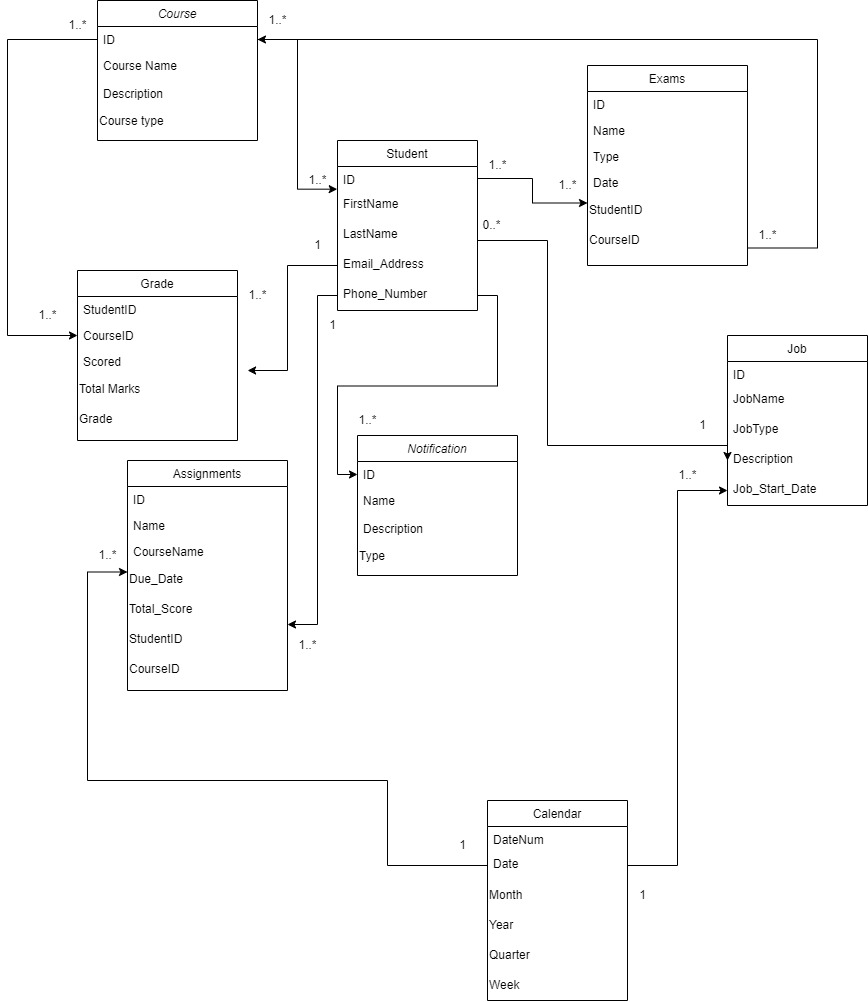 Course
1..*
1..*
ID
Course Name
Description
Course type
Exams
ID
Name
Type
Date
StudentID
CourseID
1..*
Student
1..*
1..*
1..*
ID
FirstName
LastName
Email_Address
Phone_Number
0..*
1
1
Grade
1..*
1..*
StudentID
CourseID
Scored
Total Marks
Grade
Job
ID
JobName
JobType
Description
Job_Start_Date
1
1..*
1..*
Notification
ID
Name
Description
Type
Assignments
ID
Name
CourseName
Due_Date
Total_Score
StudentID
CourseID
1..*
1..*
Calendar
DateNum
Date
Month
Year
Quarter
Week
1
1